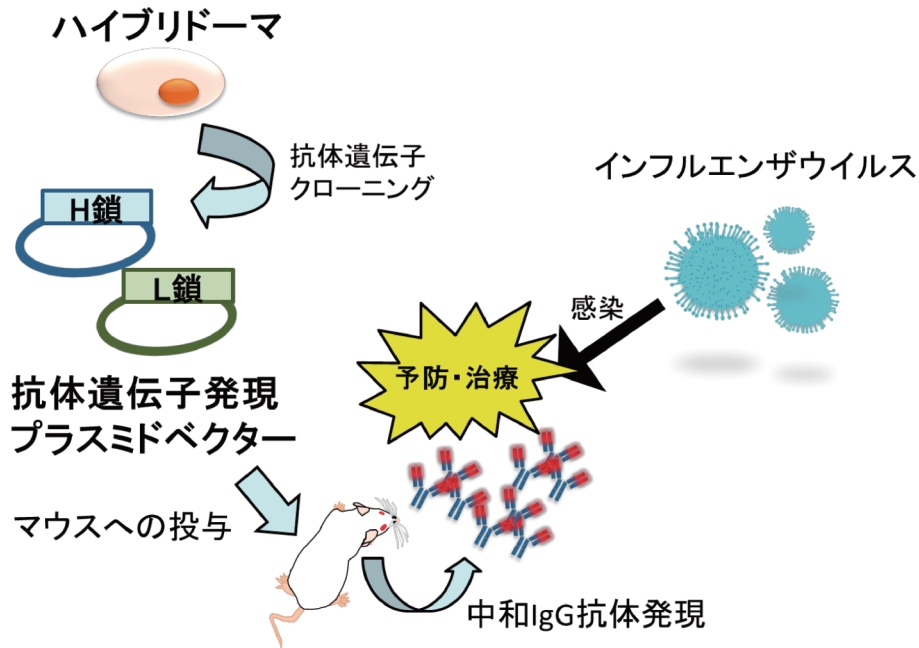 ハイブリドーマ
抗体遺伝子
クローニング
H鎖
L鎖
抗体遺伝子発現
プラスミドベクター
マウスへの投与
中和IgG抗体発現
予防・治療
感染
インフルエンザウイルス